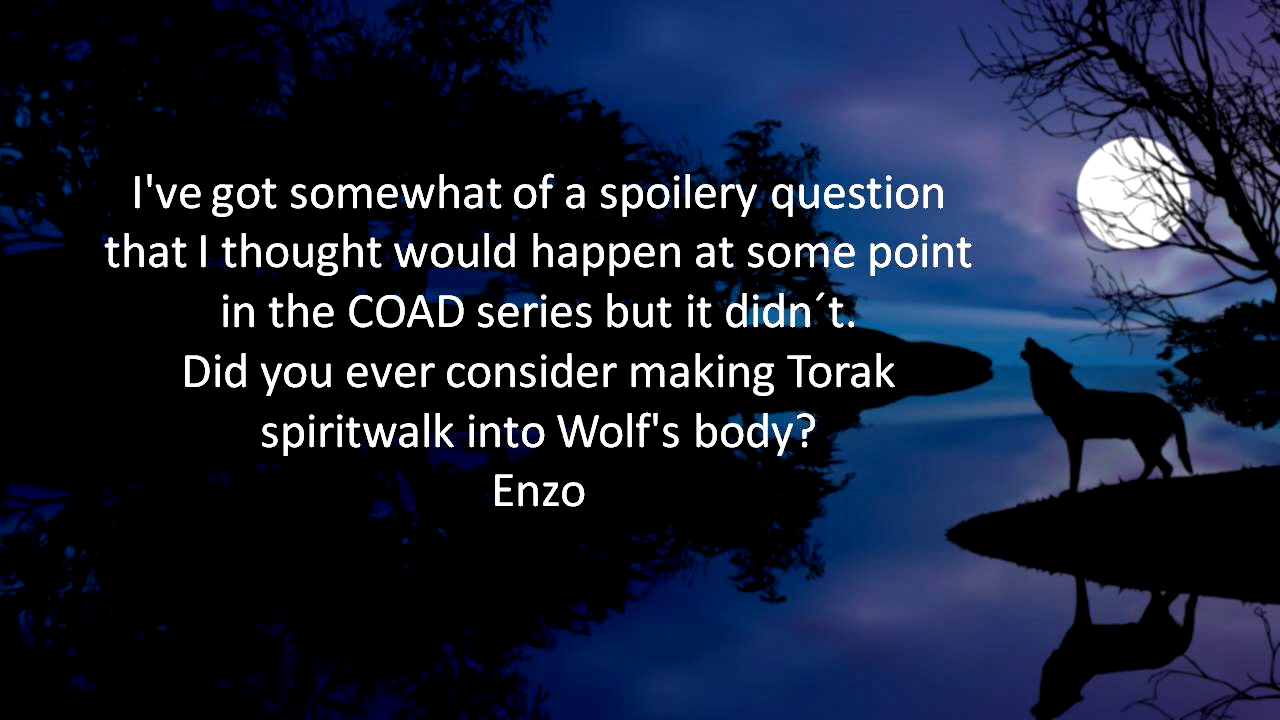 I've got somewhat of a spoilery question
that I thought would happen at some point
in the COAD series but it didn´t.
Did you ever consider making Torak
spiritwalk into Wolf's body?
Enzo